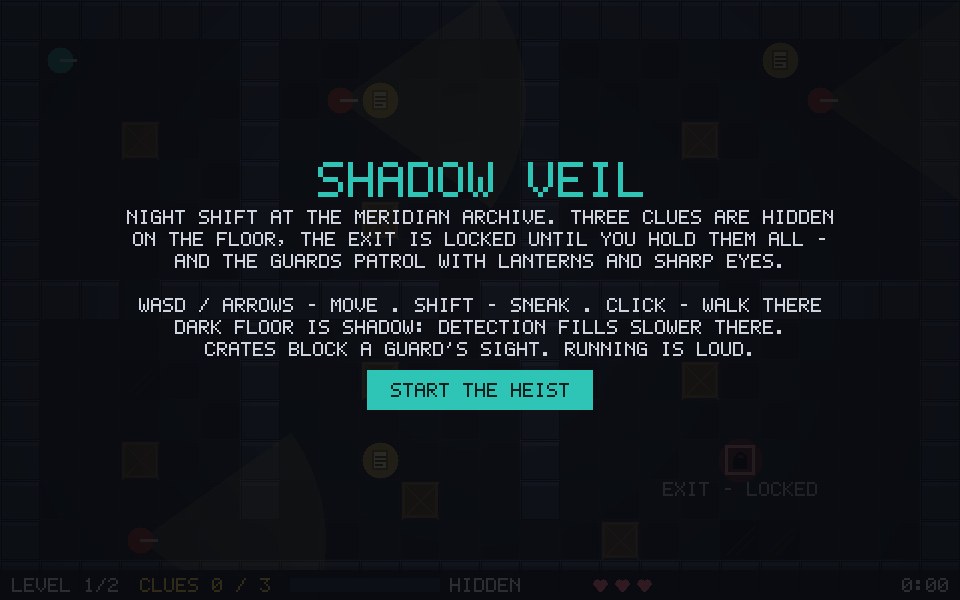 SHADOW VEIL
NIGHT SHIFT AT THE MERIDIAN ARCHIVE. THREE CLUES ARE HIDDEN
ON THE FLOOR, THE EXIT IS LOCKED UNTIL YOU HOLD THEM ALL -
AND THE GUARDS PATROL WITH LANTERNS AND SHARP EYES.
WASD / ARROWS - MOVE . SHIFT - SNEAK . CLICK - WALK THERE
DARK FLOOR IS SHADOW: DETECTION FILLS SLOWER THERE.
CRATES BLOCK A GUARD'S SIGHT. RUNNING IS LOUD.
START THE HEIST
EXIT - LOCKED
LEVEL 1/2 CLUES 0 / 3 HIDDEN 0:00